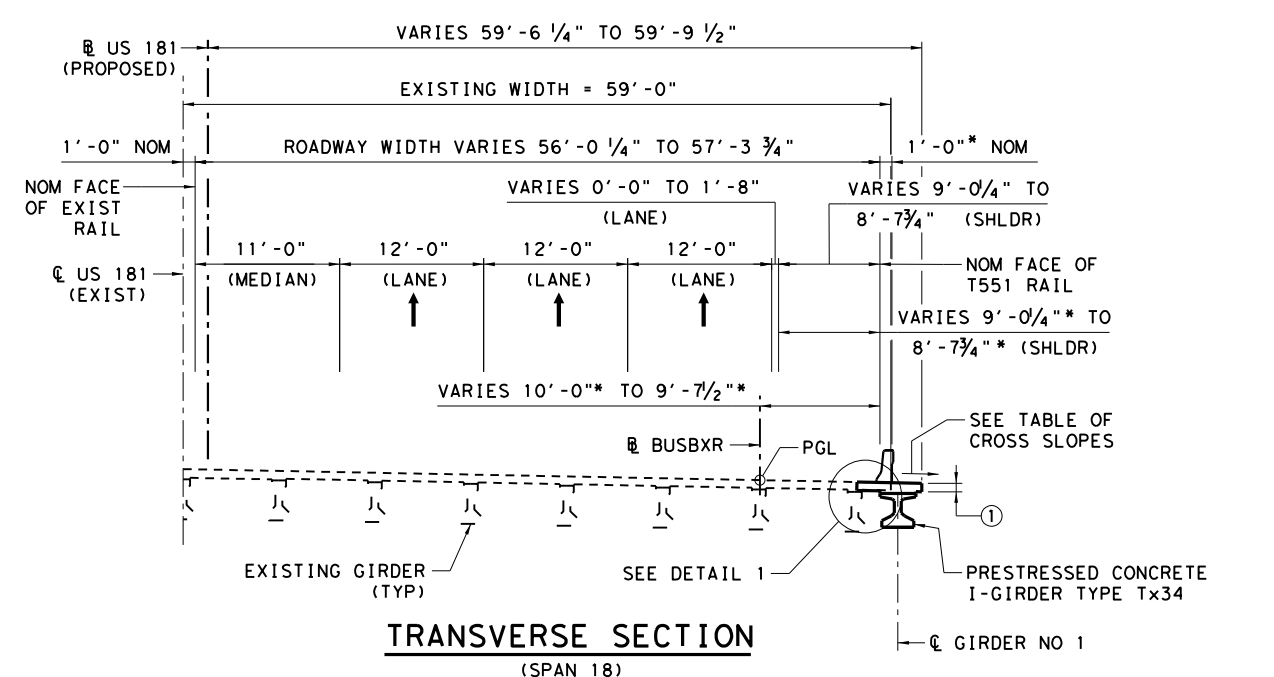 VARIES 59'-6 1/4" TO 59'-9 1/2"
℄ US 181
(PROPOSED)
EXISTING WIDTH = 59'-0"
1'-0" NOM
ROADWAY WIDTH VARIES 56'-0 1/4" TO 57'-3 3/4"
1'-0"* NOM
NOM FACE
OF EXIST
RAIL
VARIES 0'-0" TO 1'-8"
(LANE)
VARIES 9'-0 1/4" TO
8'-7 3/4" (SHLDR)
11'-0"
(MEDIAN)
12'-0"
(LANE)
12'-0"
(LANE)
12'-0"
(LANE)
NOM FACE OF
T551 RAIL
℄ US 181
(EXIST)
VARIES 9'-0 1/4"* TO
8'-7 3/4"* (SHLDR)
VARIES 10'-0"* TO 9'-7 1/2"*
SEE TABLE OF
CROSS SLOPES
BL BUSBXR
PGL
1
EXISTING GIRDER
(TYP)
SEE DETAIL 1
PRESTRESSED CONCRETE
I-GIRDER TYPE Tx34
TRANSVERSE SECTION
(SPAN 18)
℄ GIRDER NO 1